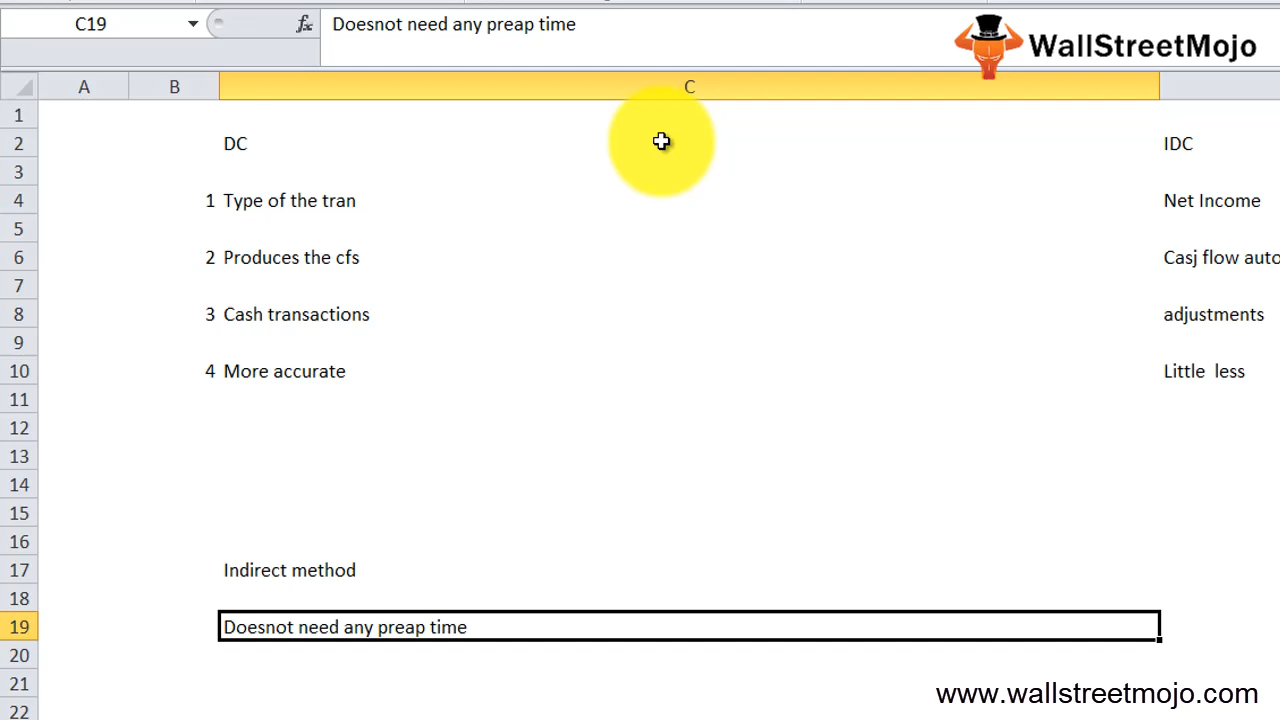 C19 fx Doesnot need any preap time
WallStreetMojo
A B C
1
2 DC IDC
3
4 1 Type of the tran Net Income
5
6 2 Produces the cfs Casj flow auto
7
8 3 Cash transactions adjustments
9
10 4 More accurate Little less
11
12
13
14
15
16
17 Indirect method
18
19 Doesnot need any preap time
20
21
22
www.wallstreetmojo.com